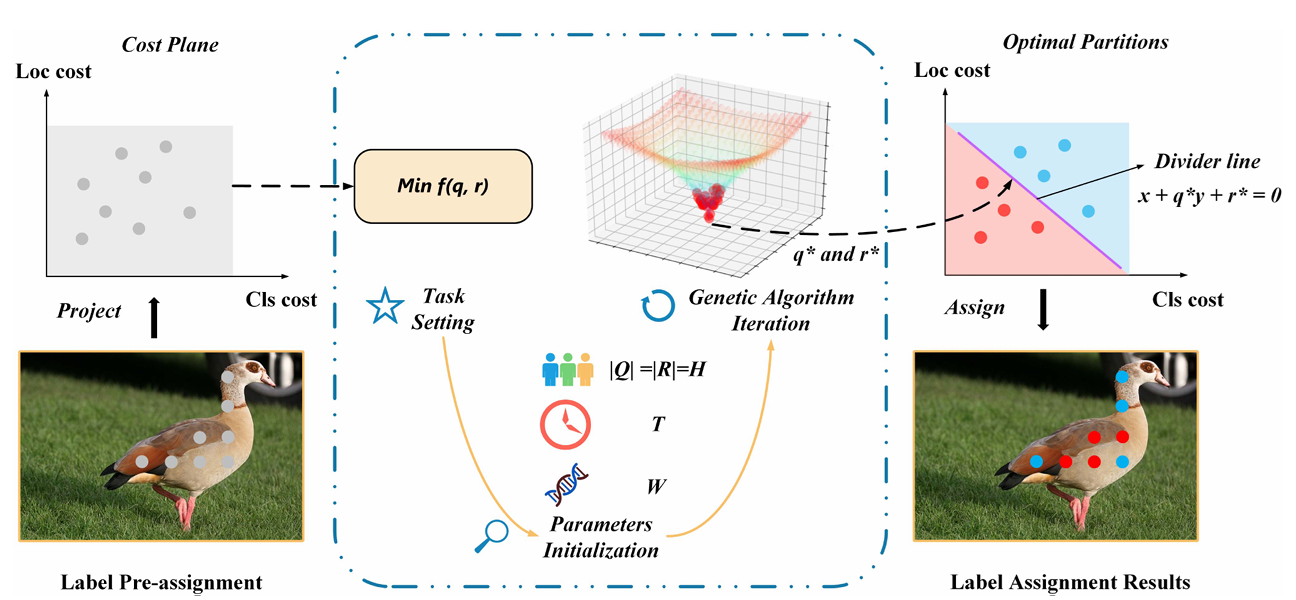 Cost Plane
Loc cost
Cls cost
Project
Label Pre-assignment
Min f(q, r)
Task
Setting
|Q| =|R|=H
T
W
Parameters
Initialization
Genetic Algorithm
Iteration
q* and r*
Optimal Partitions
Loc cost
Divider line
x + q*y + r* = 0
Cls cost
Assign
Label Assignment Results